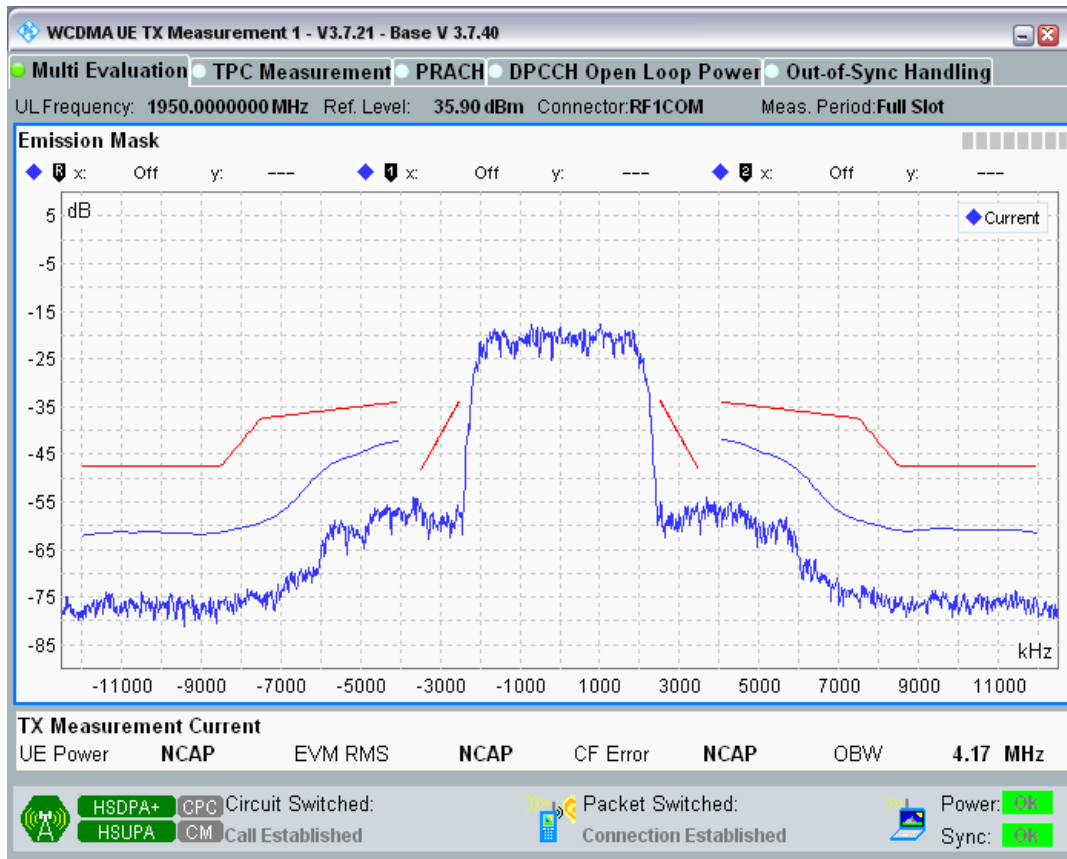 WCDMA UE TX Measurement 1 - V3.7.21 - Base V 3.7.40
Multi Evaluation TPC Measurement PRACH DPCCH Open Loop Power Out-of-Sync Handling
UL Frequency: 1950.0000000 MHz Ref. Level: 35.90 dBm Connector:RF1COM Meas. Period:Full Slot
Emission Mask
R x: Off y: --- 1 x: Off y: --- 2 x: Off y: ---
dB
Current
5
-5
-15
-25
-35
-45
-55
-65
-75
-85
kHz
-11000 -9000 -7000 -5000 -3000 -1000 1000 3000 5000 7000 9000 11000
TX Measurement Current
UE Power NCAP EVM RMS NCAP CF Error NCAP OBW 4.17 MHz
HSDPA+ CPC Circuit Switched: Packet Switched: Power: Ok
HSUPA CM Call Established Connection Established Sync: Ok